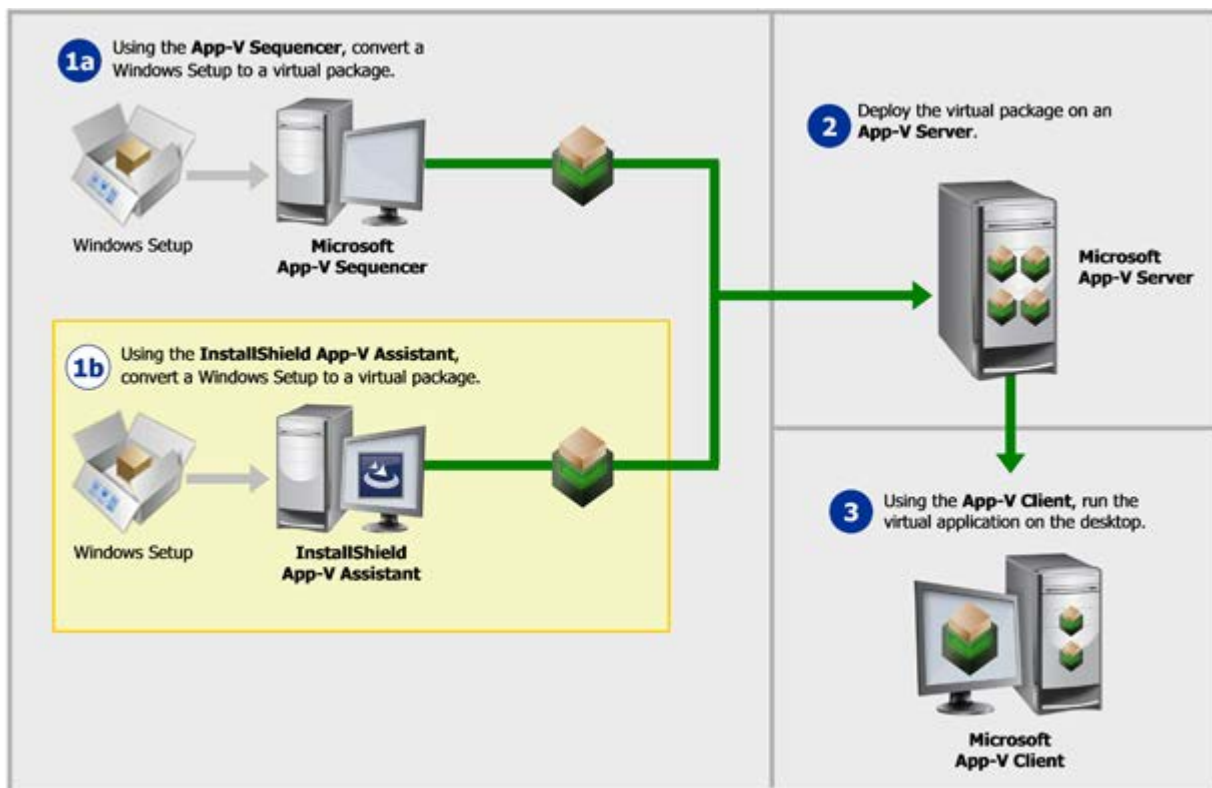 1a
Using the App-V Sequencer, convert a
Windows Setup to a virtual package.
Windows Setup
Microsoft
App-V Sequencer
1b
Using the InstallShield App-V Assistant,
convert a Windows Setup to a virtual package.
Windows Setup
InstallShield
App-V Assistant
2
Deploy the virtual package on an
App-V Server.
Microsoft
App-V Server
3
Using the App-V Client, run the
virtual application on the desktop.
Microsoft
App-V Client